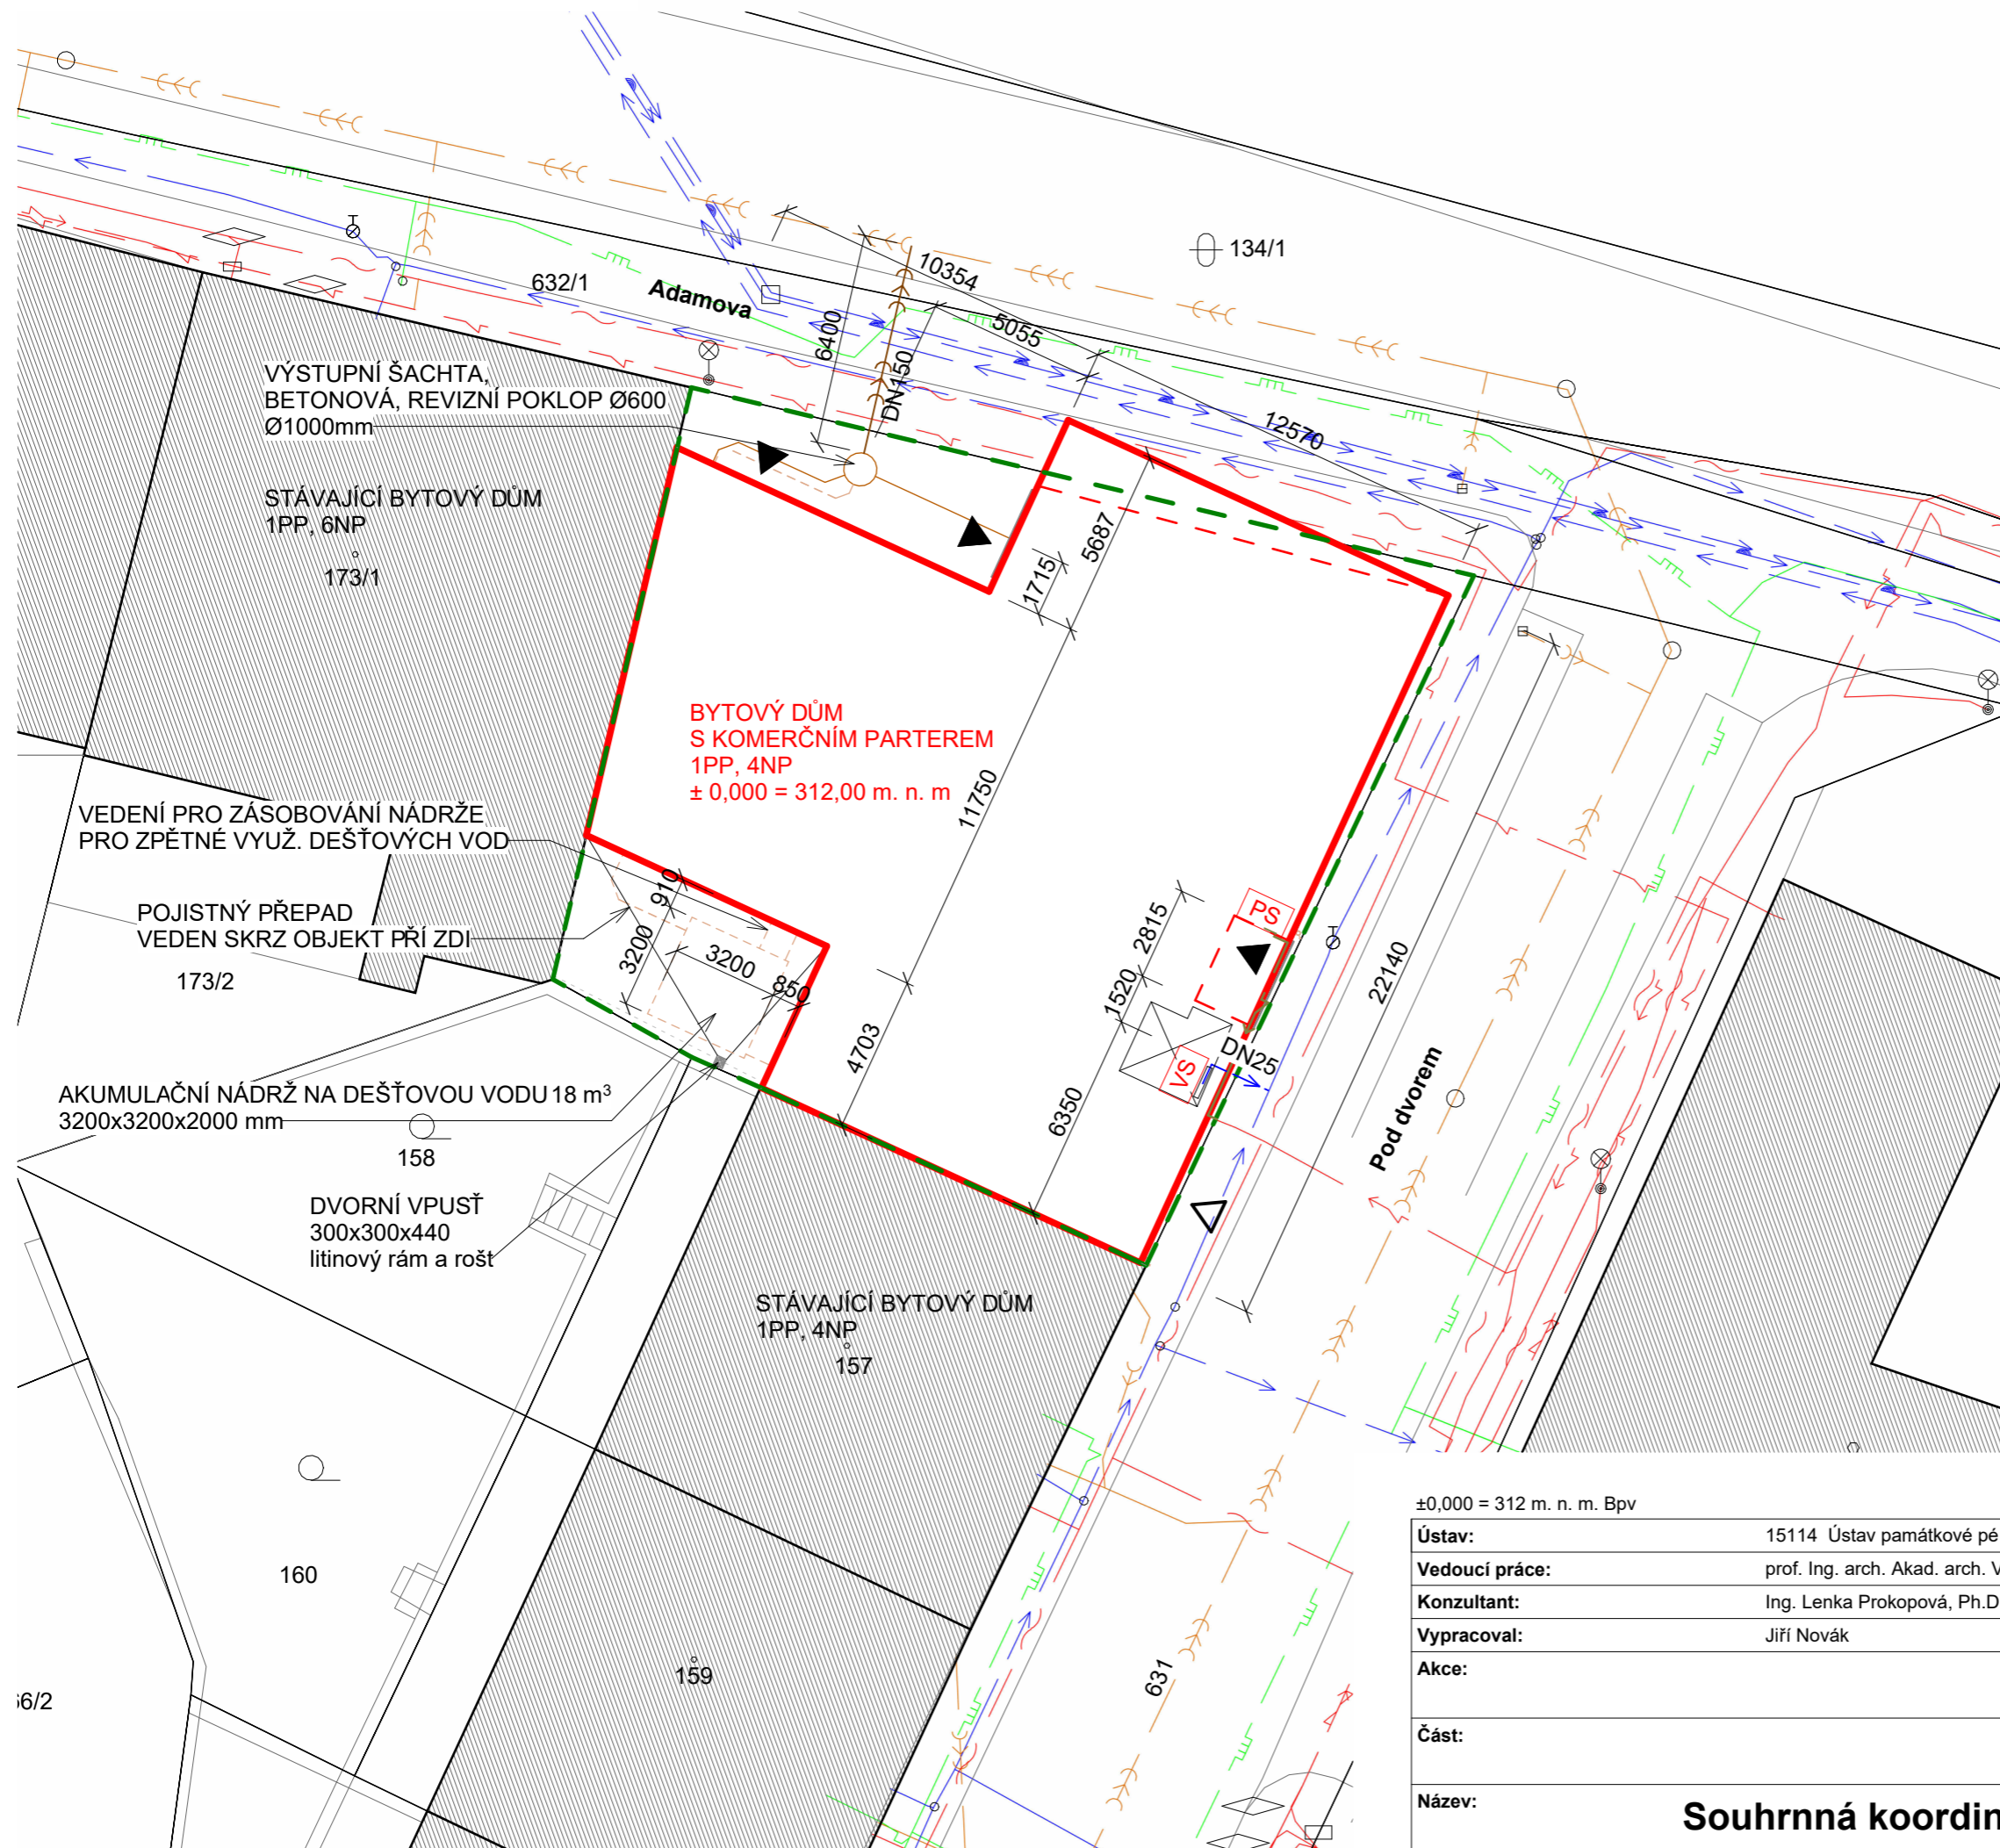 134/1
10354
632/1
Adamova
5055
6400
DN150
12570
VÝSTUPNÍ ŠACHTA,
BETONOVÁ, REVIZNÍ POKLOP Ø600
Ø1000mm
STÁVAJÍCÍ BYTOVÝ DŮM
1PP, 6NP
173/1
5687
1715
BYTOVÝ DŮM
S KOMERČNÍM PARTEREM
1PP, 4NP
± 0,000 = 312,00 m. n. m
11750
VEDENÍ PRO ZÁSOBOVÁNÍ NÁDRŽE
PRO ZPĚTNÉ VYUŽ. DEŠŤOVÝCH VOD
POJISTNÝ PŘEPAD
VEDEN SKRZ OBJEKT PŘÍ ZDI
173/2
910
3200
3200
850
4703
PS
2815
1520
22140
DN25
VS
6350
Pod dvorem
AKUMULAČNÍ NÁDRŽ NA DEŠŤOVOU VODU 18 m³
3200x3200x2000 mm
158
DVORNÍ VPUSŤ
300x300x440
litinový rám a rošt
STÁVAJÍCÍ BYTOVÝ DŮM
1PP, 4NP
157
160
159
631
66/2
±0,000 = 312 m. n. m. Bpv
Ústav: 15114 Ústav památkové pé
Vedoucí práce: prof. Ing. arch. Akad. arch. V
Konzultant: Ing. Lenka Prokopová, Ph.D
Vypracoval: Jiří Novák
Akce:
Část:
Název: Souhrnná koordin